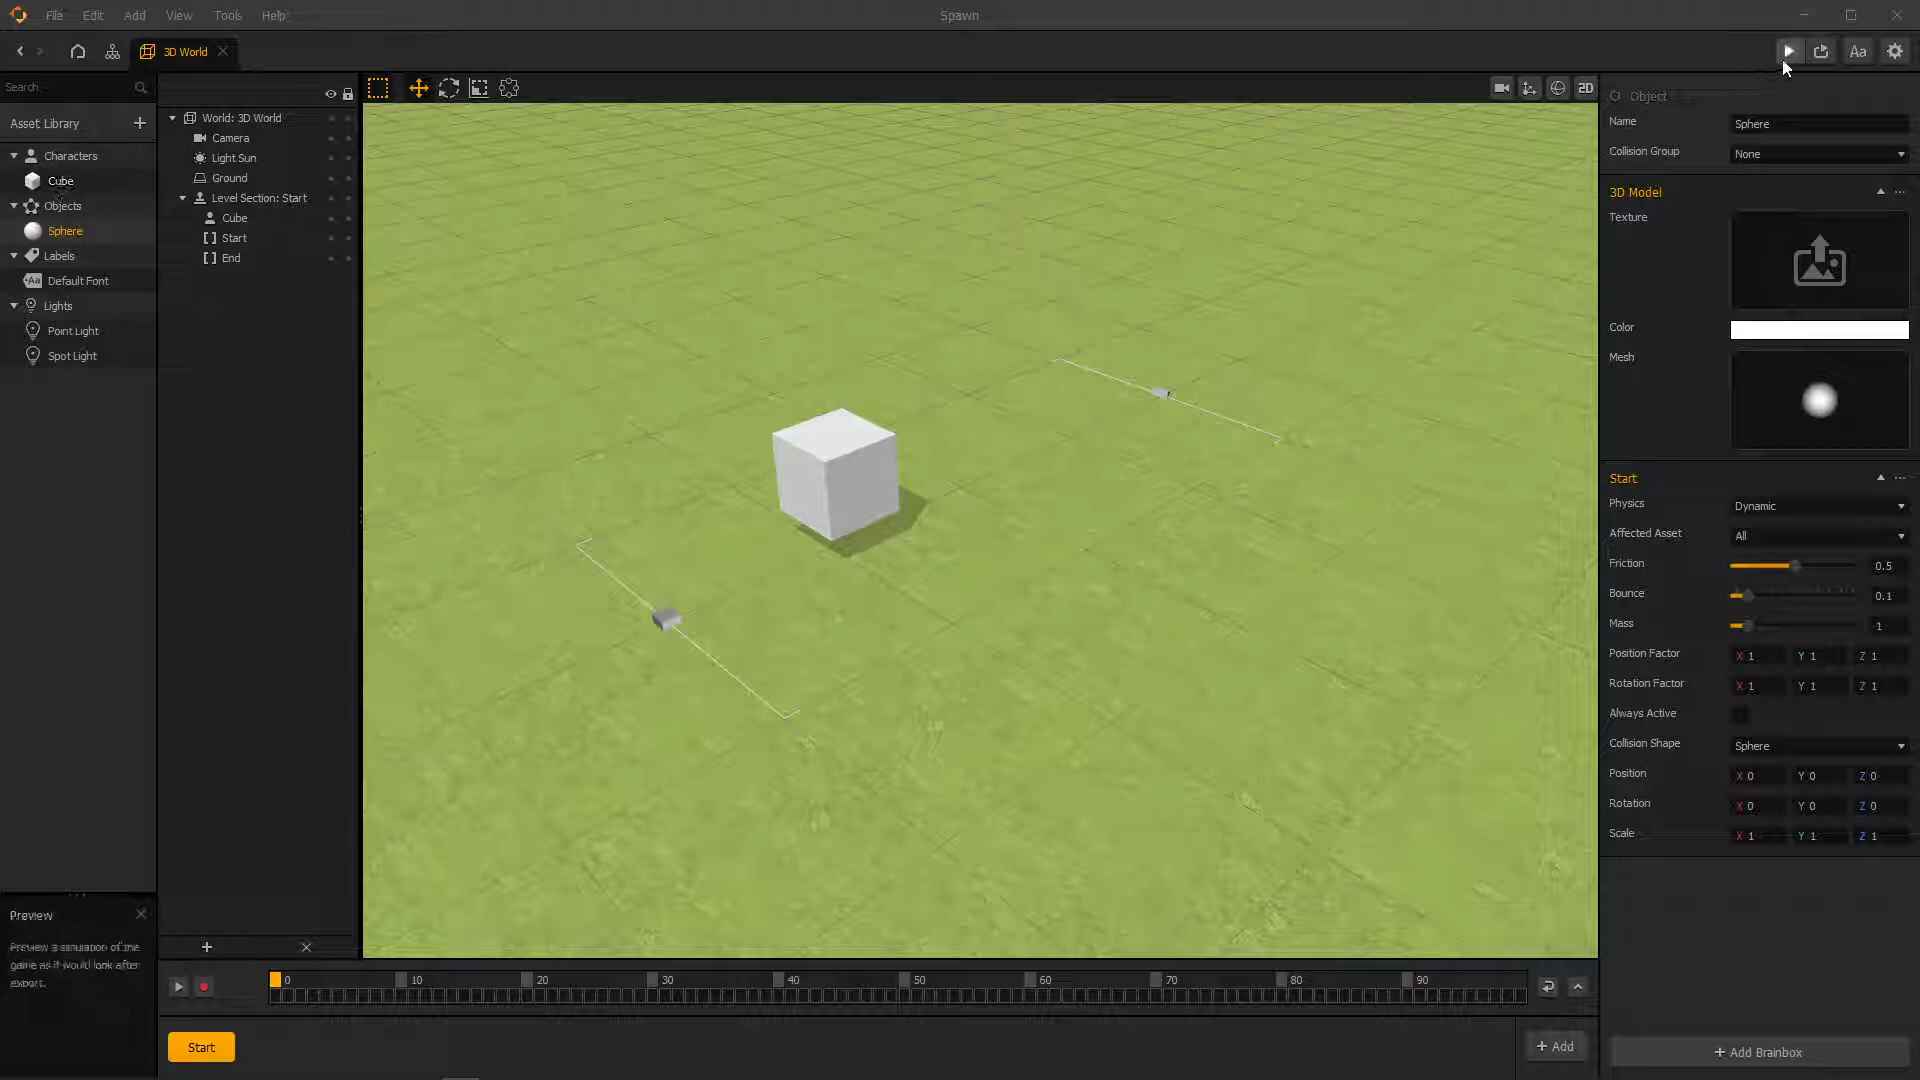 File Edit Add View Tools Help
Spawn
3D World
Aa
Search...
Asset Library
Characters
Cube
Objects
Sphere
Labels
Aa Default Font
Lights
Point Light
Spot Light
World: 3D World
Camera
Light Sun
Ground
Level Section: Start
Cube
Start
End
2D
Object
Name Sphere
Collision Group None
3D Model
Texture
Color
Mesh
Start
Physics Dynamic
Affected Asset All
Friction 0.5
Bounce 0.1
Mass 1
Position Factor X 1 Y 1 Z 1
Rotation Factor X 1 Y 1 Z 1
Always Active
Collision Shape Sphere
Position X 0 Y 0 Z 0
Rotation X 0 Y 0 Z 0
Scale X 1 Y 1 Z 1
+ Add Brainbox
Preview
Preview a simulation of the
game as it would look after
export.
0 10 20 30 40 50 60 70 80 90
Start
+ Add